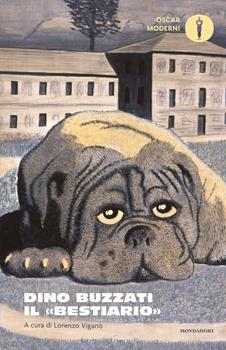 OSCAR
MODERNI
DINO BUZZATI
IL «BESTIARIO»
A cura di Lorenzo Viganò
MONDADORI